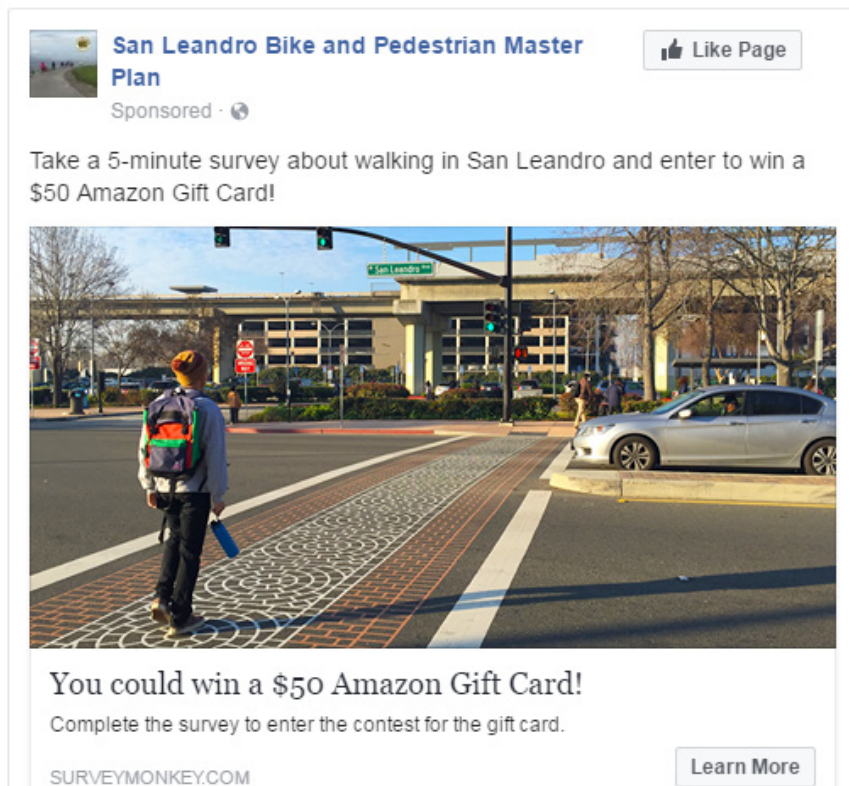 San Leandro Bike and Pedestrian Master
Plan
Like Page
Sponsored ·
Take a 5-minute survey about walking in San Leandro and enter to win a
$50 Amazon Gift Card!
San Leandro
You could win a $50 Amazon Gift Card!
Complete the survey to enter the contest for the gift card.
Learn More
SURVEYMONKEY.COM